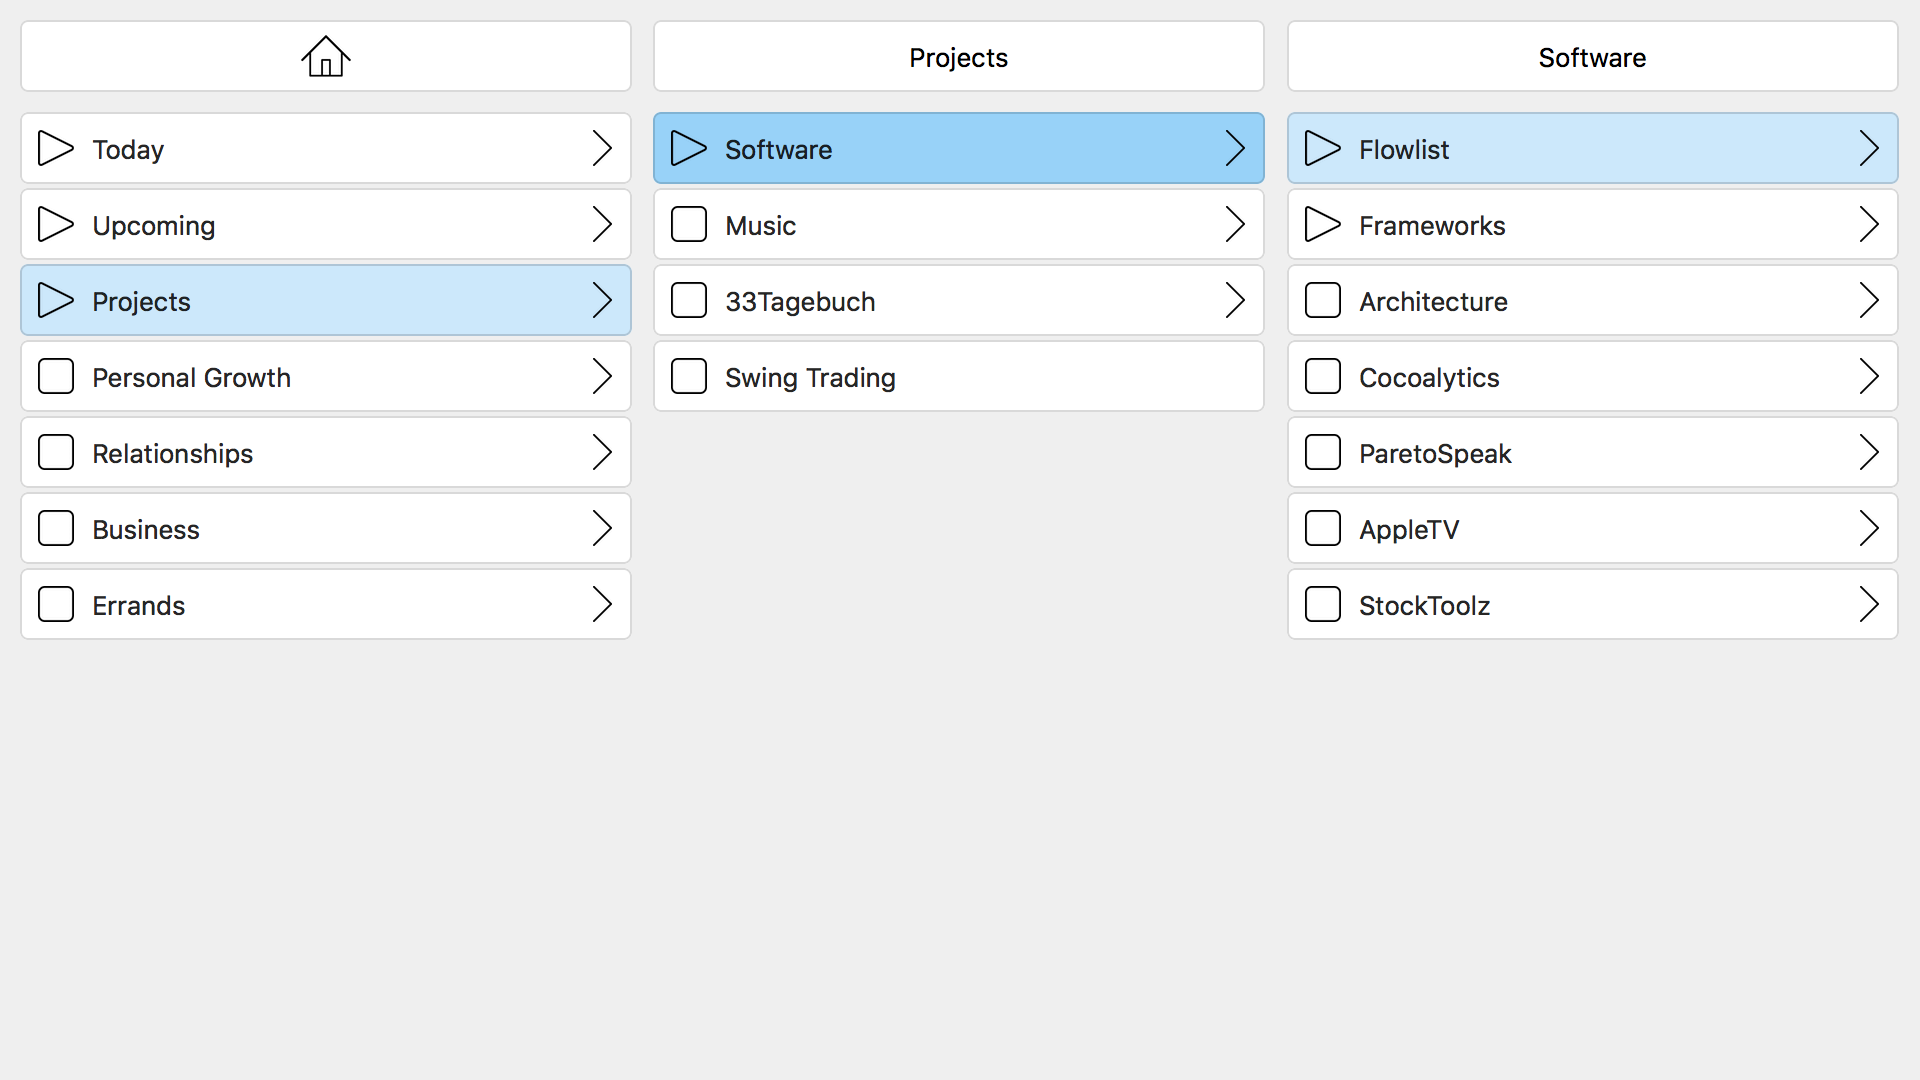 Today
Upcoming
Projects
Personal Growth
Relationships
Business
Errands
Projects
Software
Music
33Tagebuch
Swing Trading
Software
Flowlist
Frameworks
Architecture
Cocoalytics
ParetoSpeak
AppleTV
StockToolz